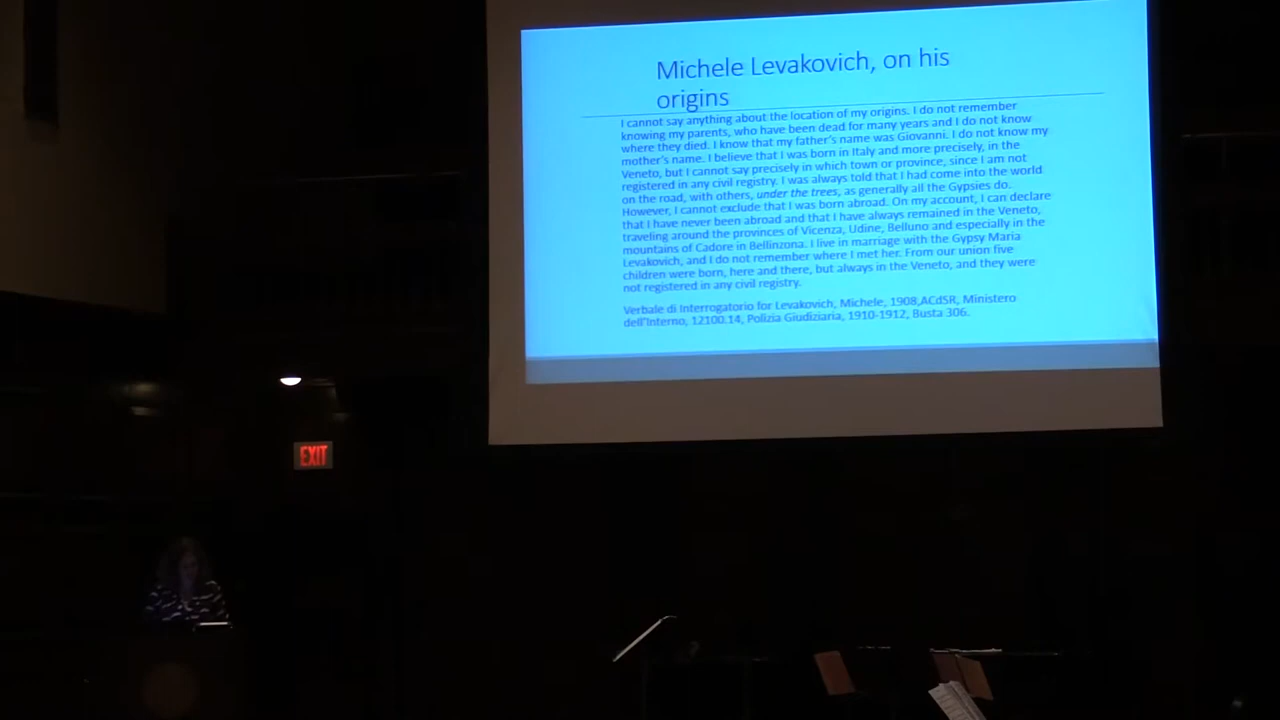 Michele Levakovich, on his
origins
I cannot say anything about the location of my origins. I do not remember
knowing my parents, who have been dead for many years and I do not know
where they died. I know that my father's name was Giovanni. I do not know my
mother's name. I believe that I was born in Italy and more precisely, in the
Veneto, but I cannot say precisely in which town or province, since I am not
registered in any civil registry. I was always told that I had come into the world
on the road, with others, under the trees, as generally all the Gypsies do.
However, I cannot exclude that I was born abroad. On my account, I can declare
that I have never been abroad and that I have always remained in the Veneto,
traveling around the provinces of Vicenza, Udine, Belluno and especially in the
mountains of Cadore in Bellinzona. I live in marriage with the Gypsy Maria
Levakovich, and I do not remember where I met her. From our union five
children were born, here and there, but always in the Veneto, and they were
not registered in any civil registry.
Verbale di Interrogatorio for Levakovich, Michele, 1908,ACdSR, Ministero
dell'Interno, 12100.14, Polizia Giudiziaria, 1910-1912, Busta 306.
EXIT